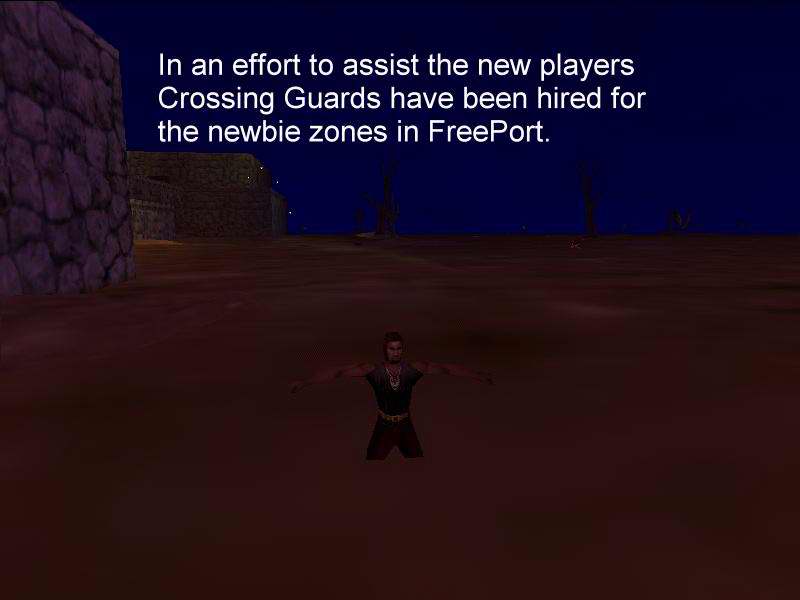 In an effort to assist the new players
Crossing Guards have been hired for
the newbie zones in FreePort.